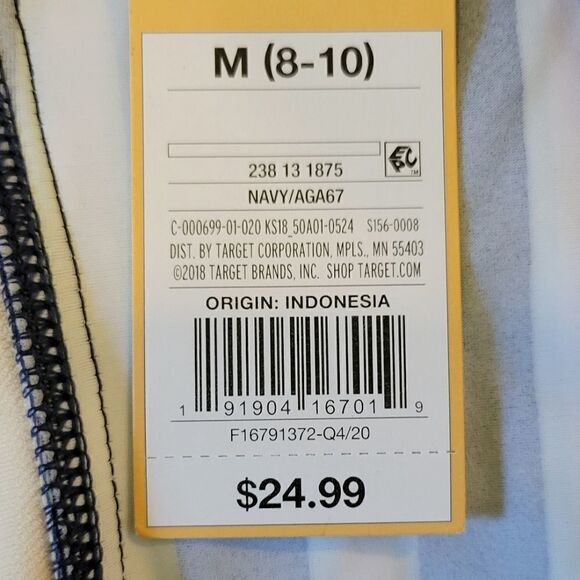 M (8-10)
238 13 1875
EPC TM
NAVY/AGA67
C-000699-01-020 KS18_50A01-0524 S156-0008
DIST. BY TARGET CORPORATION, MPLS., MN 55403
©2018 TARGET BRANDS, INC. SHOP TARGET.COM
ORIGIN: INDONESIA
1 91904 16701 9
F16791372-Q4/20
$24.99